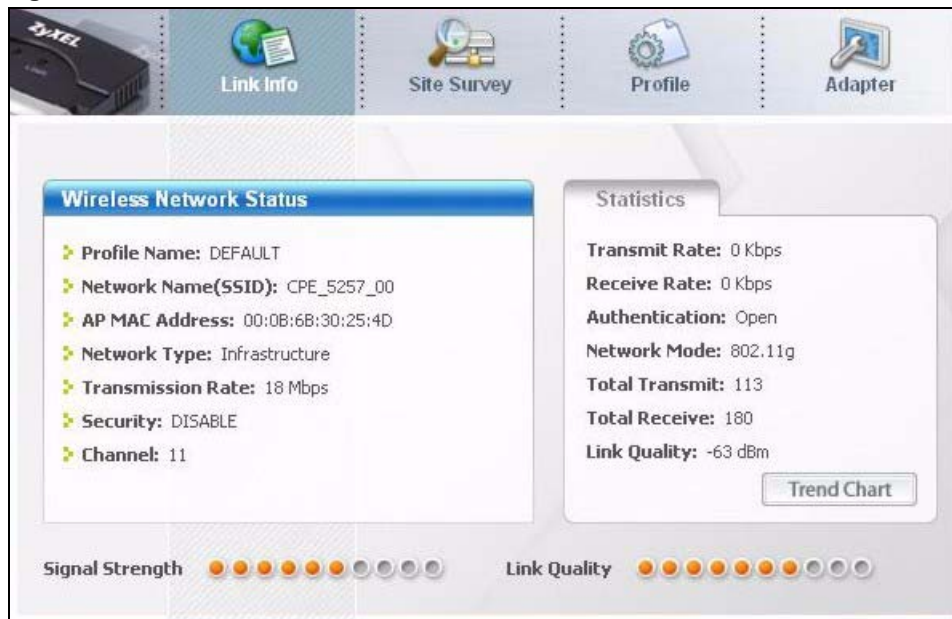 ZyXEL
Link Info
Site Survey
Profile
Adapter
Wireless Network Status
Profile Name: DEFAULT
Network Name(SSID): CPE_5257_00
AP MAC Address: 00:0B:6B:30:25:4D
Network Type: Infrastructure
Transmission Rate: 18 Mbps
Security: DISABLE
Channel: 11
Statistics
Transmit Rate: 0 Kbps
Receive Rate: 0 Kbps
Authentication: Open
Network Mode: 802.11g
Total Transmit: 113
Total Receive: 180
Link Quality: -63 dBm
Trend Chart
Signal Strength
Link Quality